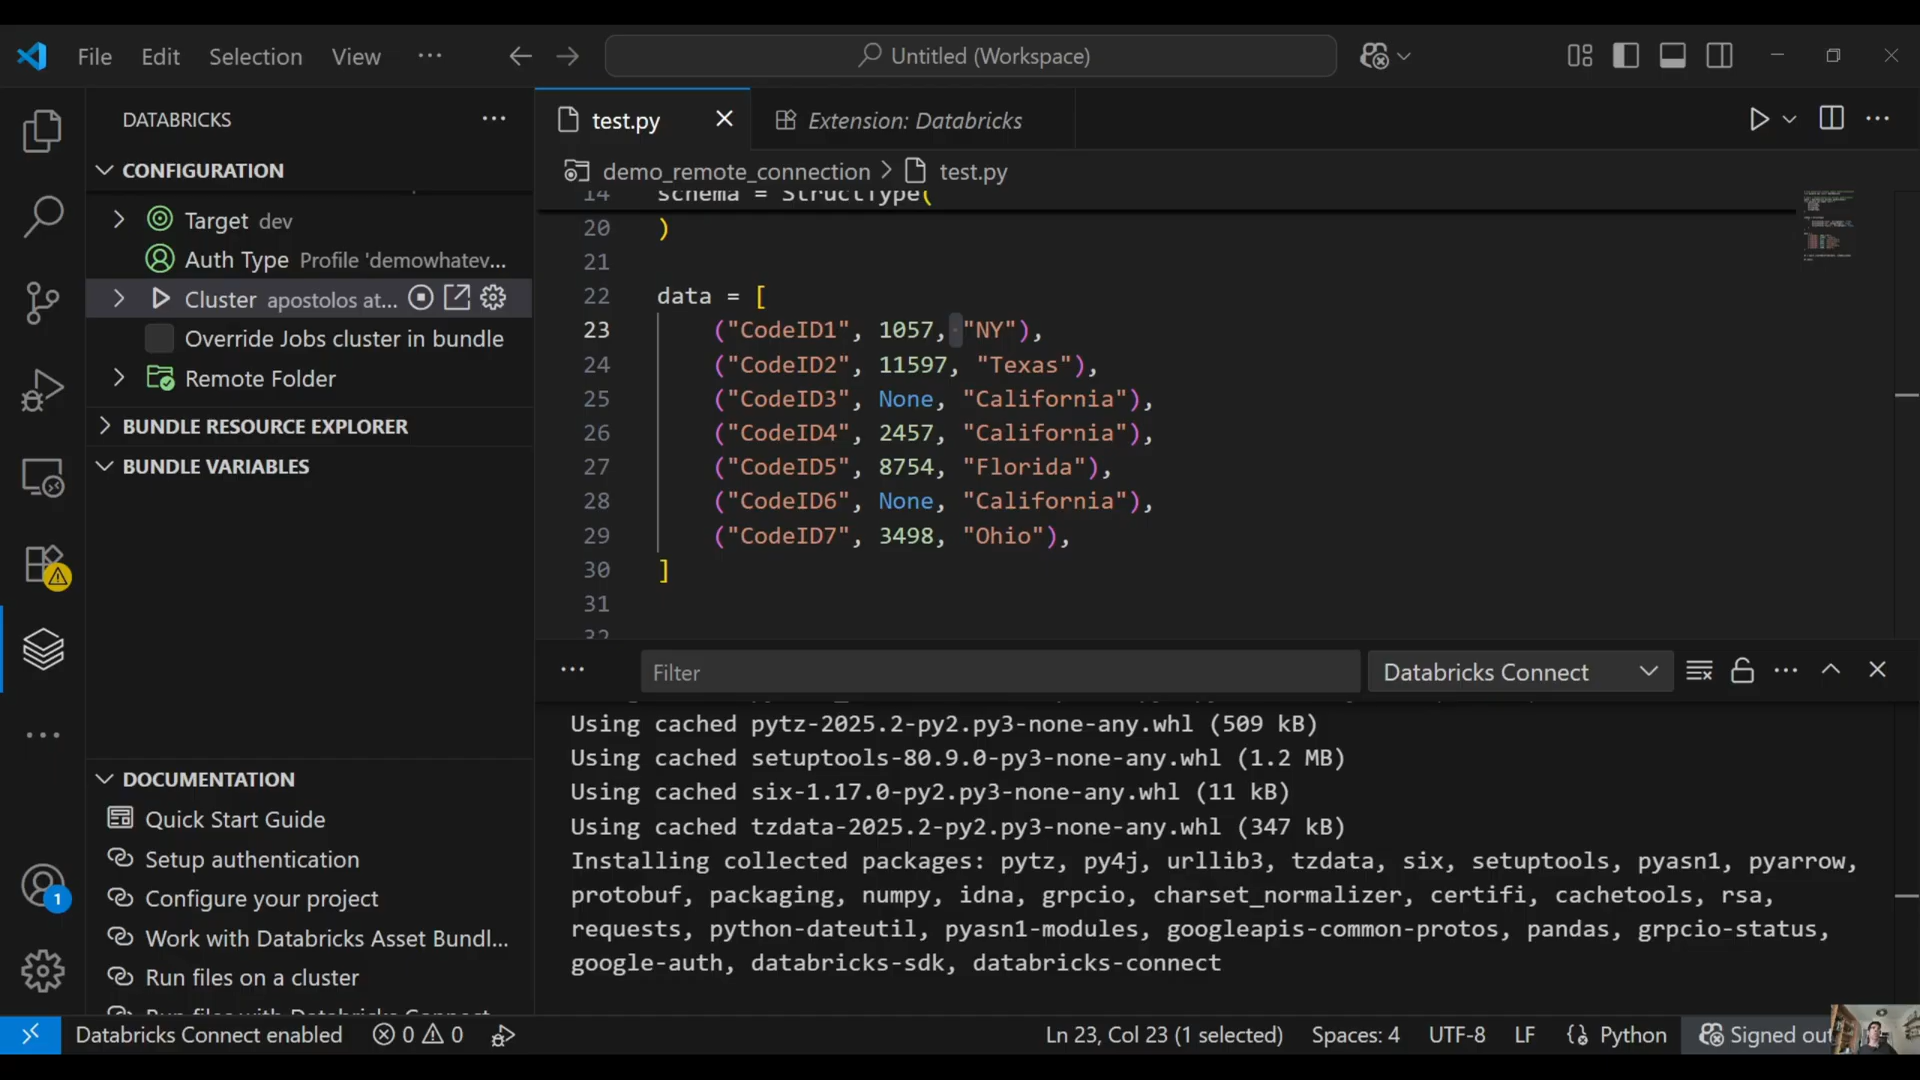 File Edit Selection View ··· Untitled (Workspace)
DATABRICKS
CONFIGURATION
Target dev
Auth Type Profile 'demowhatev...
Cluster apostolos at...
Override Jobs cluster in bundle
Remote Folder
BUNDLE RESOURCE EXPLORER
BUNDLE VARIABLES
DOCUMENTATION
Quick Start Guide
Setup authentication
Configure your project
Work with Databricks Asset Bundl...
Run files on a cluster
Run files with Databricks Connect
test.py Extension: Databricks
demo_remote_connection > test.py
14 schema = StructType(
20 )
21
22 data = [
23 ("CodeID1", 1057, "NY"),
24 ("CodeID2", 11597, "Texas"),
25 ("CodeID3", None, "California"),
26 ("CodeID4", 2457, "California"),
27 ("CodeID5", 8754, "Florida"),
28 ("CodeID6", None, "California"),
29 ("CodeID7", 3498, "Ohio"),
30 ]
31
32
Filter Databricks Connect
Using cached pytz-2025.2-py2.py3-none-any.whl (509 kB)
Using cached setuptools-80.9.0-py3-none-any.whl (1.2 MB)
Using cached six-1.17.0-py2.py3-none-any.whl (11 kB)
Using cached tzdata-2025.2-py2.py3-none-any.whl (347 kB)
Installing collected packages: pytz, py4j, urllib3, tzdata, six, setuptools, pyasn1, pyarrow,
protobuf, packaging, numpy, idna, grpcio, charset_normalizer, certifi, cachetools, rsa,
requests, python-dateutil, pyasn1-modules, googleapis-common-protos, pandas, grpcio-status,
google-auth, databricks-sdk, databricks-connect
1
Databricks Connect enabled 0 0 Ln 23, Col 23 (1 selected) Spaces: 4 UTF-8 LF Python Signed out